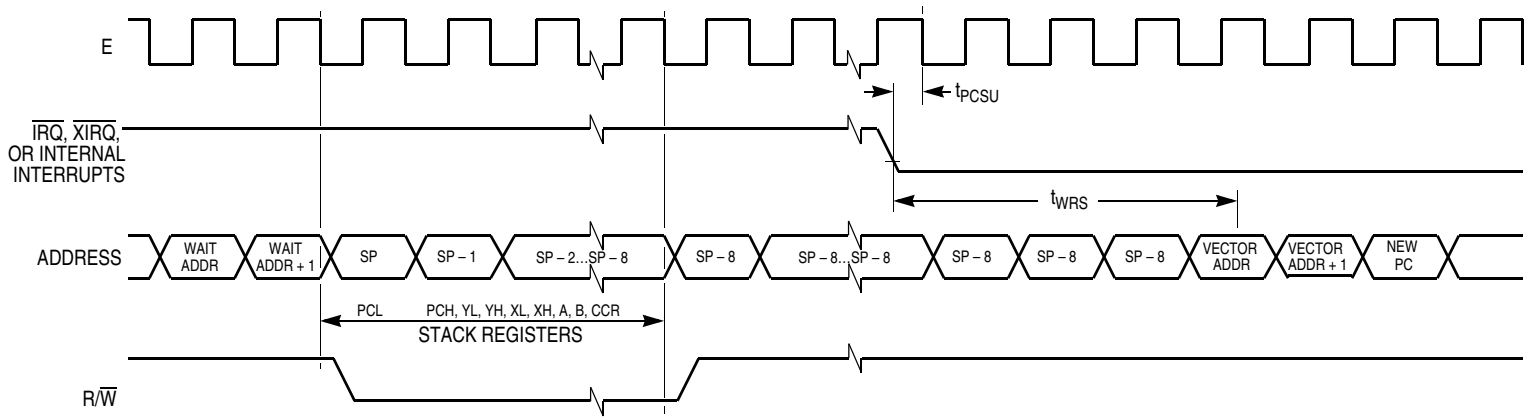 E
tPCSU
IRQ, XIRQ,
OR INTERNAL
INTERRUPTS
tWRS
ADDRESS
WAIT
ADDR
WAIT
ADDR + 1
SP
SP – 1
SP – 2...SP – 8
SP – 8
SP – 8...SP – 8
SP – 8
SP – 8
SP – 8
VECTOR
ADDR
VECTOR
ADDR + 1
NEW
PC
PCL
PCH, YL, YH, XL, XH, A, B, CCR
STACK REGISTERS
R/W